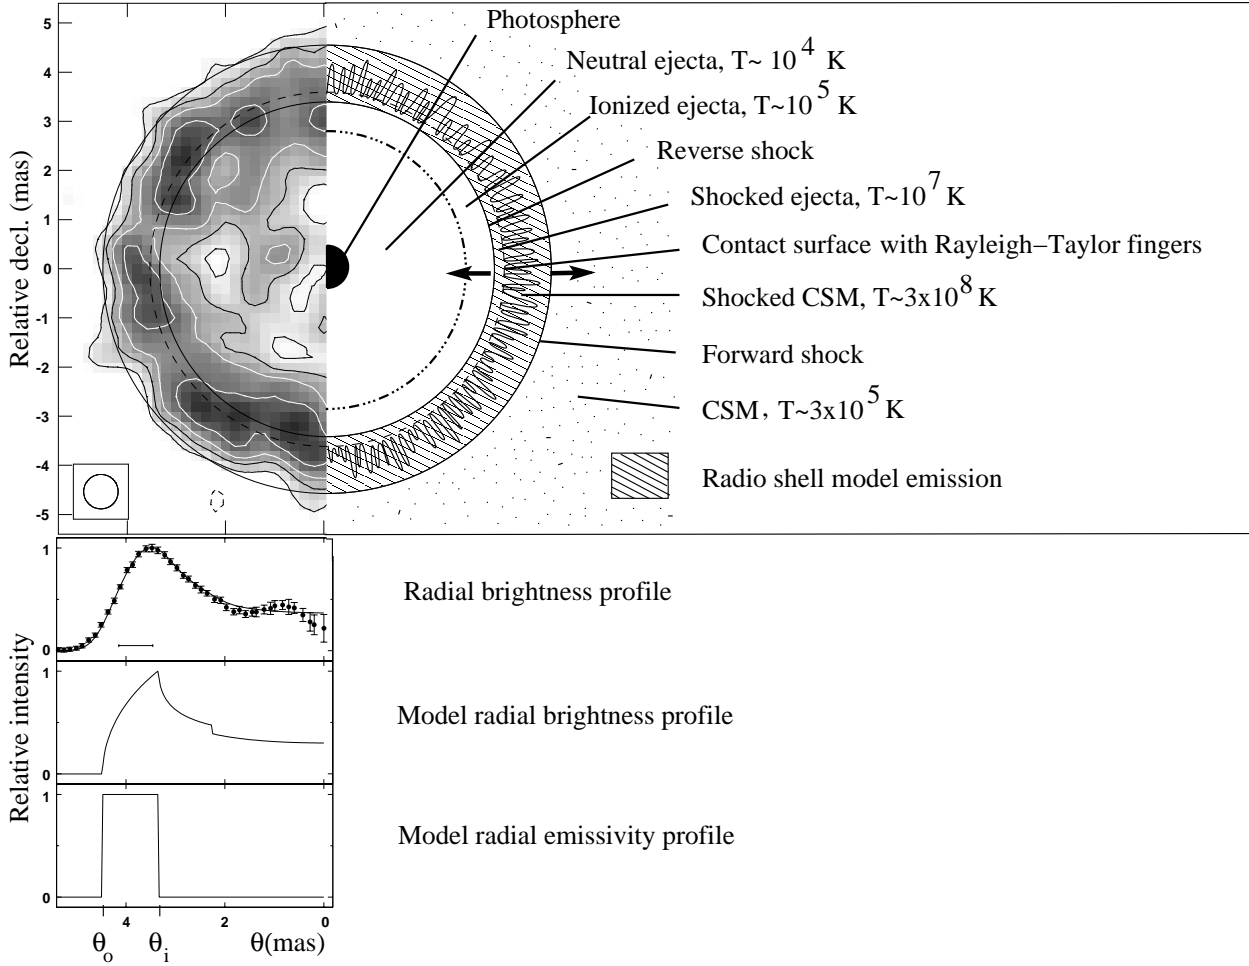 Photosphere
Neutral ejecta, T~ 10^4 K
Ionized ejecta, T~10^5 K
Reverse shock
Shocked ejecta, T~10^7 K
Contact surface with Rayleigh−Taylor fingers
Shocked CSM, T~3x10^8 K
Forward shock
CSM, T~3x10^5 K
Radio shell model emission
Relative decl. (mas)
5
4
3
2
1
0
-1
-2
-3
-4
-5
Radial brightness profile
Model radial brightness profile
Model radial emissivity profile
Relative intensity
1
0
1
0
1
0
4 2 0
θo θi θ(mas)